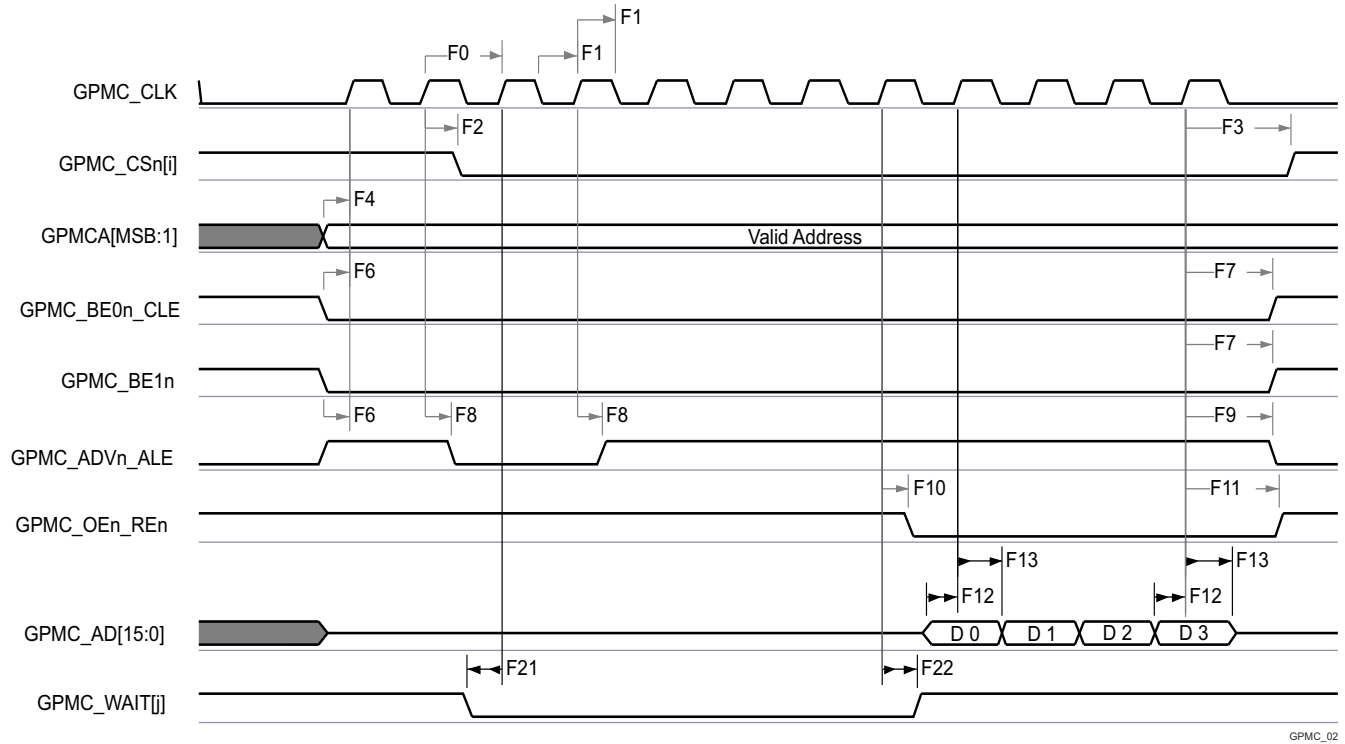 F1
F0 F1
GPMC_CLK
F2 F3
GPMC_CSn[i]
F4
GPMCA[MSB:1] Valid Address
F6 F7
GPMC_BE0n_CLE
F7
GPMC_BE1n
F6 F8 F8 F9
GPMC_ADVn_ALE
F10 F11
GPMC_OEn_REn
F13 F13
F12 F12
GPMC_AD[15:0] D 0 D 1 D 2 D 3
F21 F22
GPMC_WAIT[j]
GPMC_02